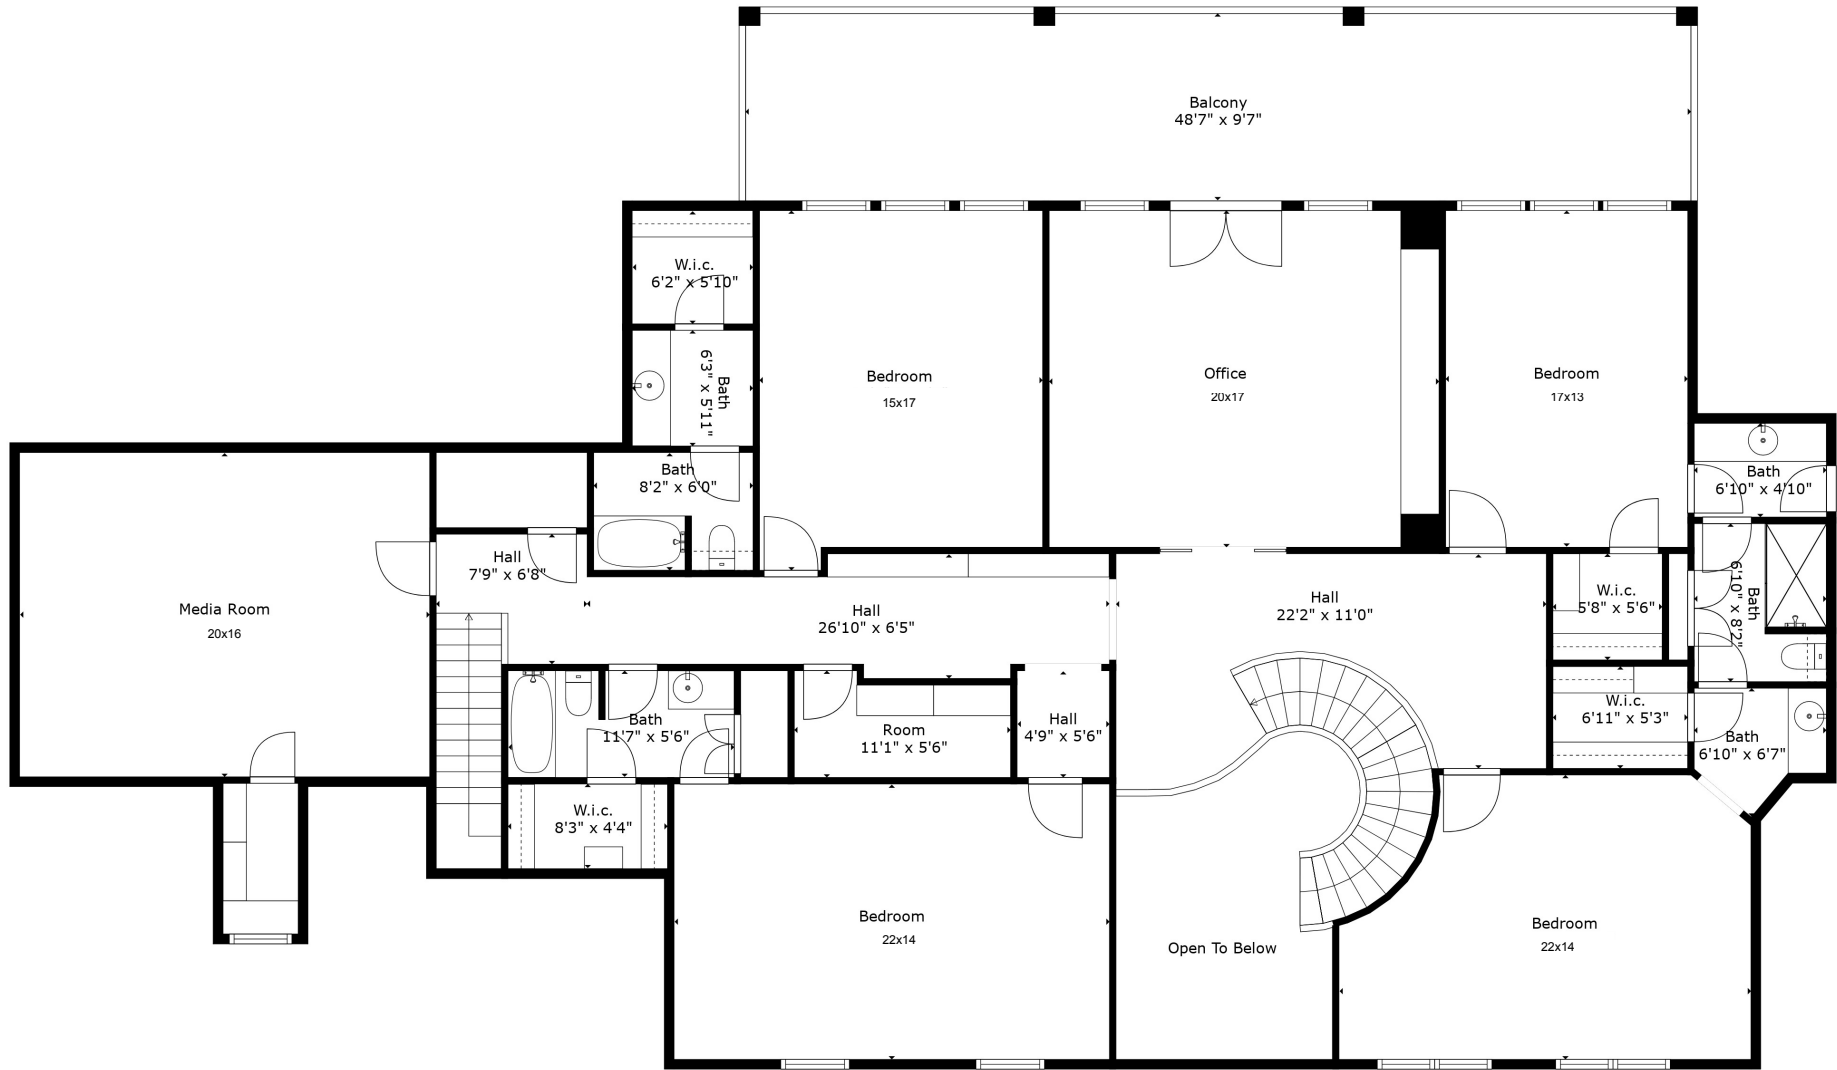 Balcony
48'7" x 9'7"
W.i.c.
6'2" x 5'10"
Bath
6'3" x 5'11"
Bedroom
15x17
Office
20x17
Bedroom
17x13
Bath
8'2" x 6'0"
Bath
6'10" x 4'10"
Hall
7'9" x 6'8"
Media Room
20x16
Hall
26'10" x 6'5"
Hall
22'2" x 11'0"
W.i.c.
5'8" x 5'6"
Bath
6'10" x 8'2"
Bath
11'7" x 5'6"
Room
11'1" x 5'6"
Hall
4'9" x 5'6"
W.i.c.
6'11" x 5'3"
Bath
6'10" x 6'7"
W.i.c.
8'3" x 4'4"
Bedroom
22x14
Open To Below
Bedroom
22x14